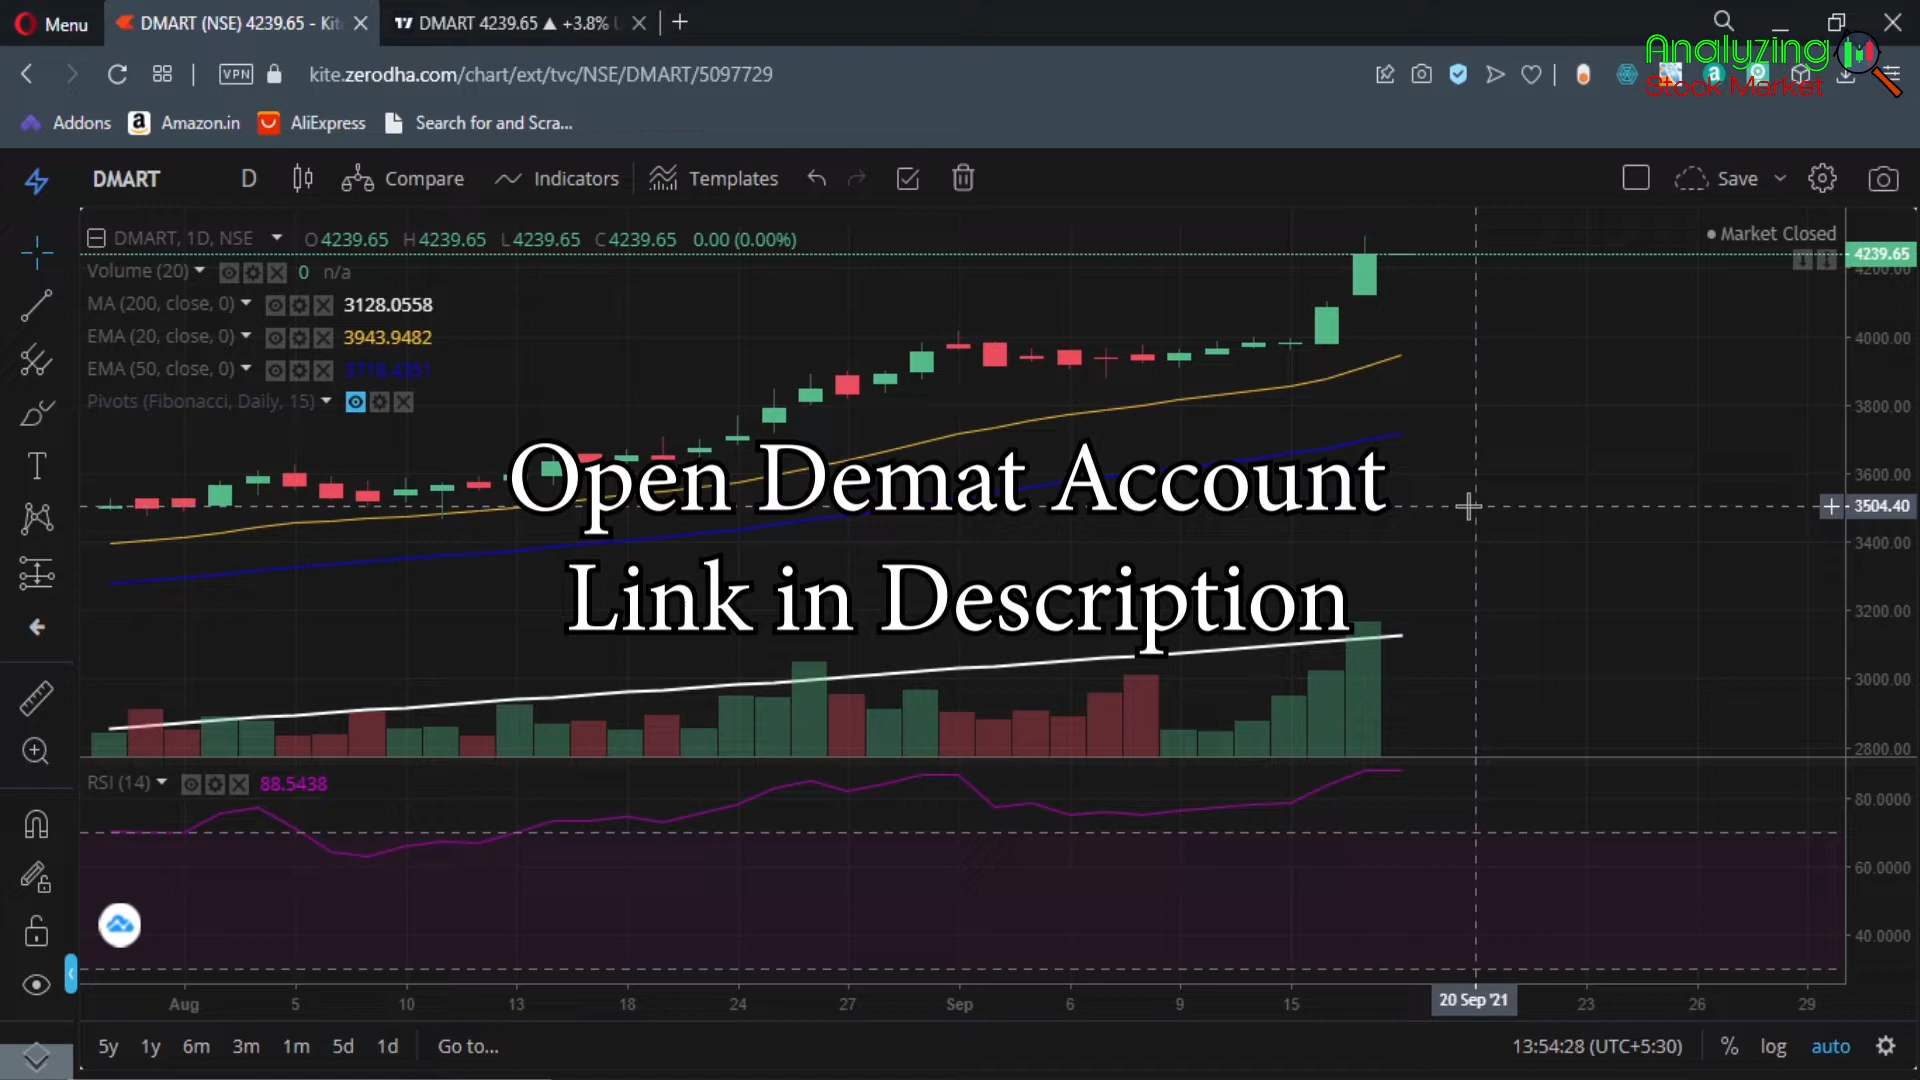 Menu
DMART (NSE) 4239.65 - Kit
DMART 4239.65 ▲ +3.8%
Analyzing
Stock Market
VPN
kite.zerodha.com/chart/ext/tvc/NSE/DMART/5097729
Addons
Amazon.in
AliExpress
Search for and Scra...
DMART
D
Compare
Indicators
Templates
Save
DMART, 1D, NSE
O4239.65 H4239.65 L4239.65 C4239.65 0.00 (0.00%)
Market Closed
4239.65
4200.00
Volume (20)
0 n/a
MA (200, close, 0)
3128.0558
EMA (20, close, 0)
3943.9482
EMA (50, close, 0)
3718.4351
Pivots (Fibonacci, Daily, 15)
4000.00
3800.00
3600.00
3504.40
3400.00
3200.00
3000.00
2800.00
Open Demat Account
Link in Description
RSI (14)
88.5438
80.0000
60.0000
40.0000
Aug 5 10 13 18 24 27 Sep 6 9 15 20 Sep '21 23 26 29
5y 1y 6m 3m 1m 5d 1d Go to...
13:54:28 (UTC+5:30) % log auto